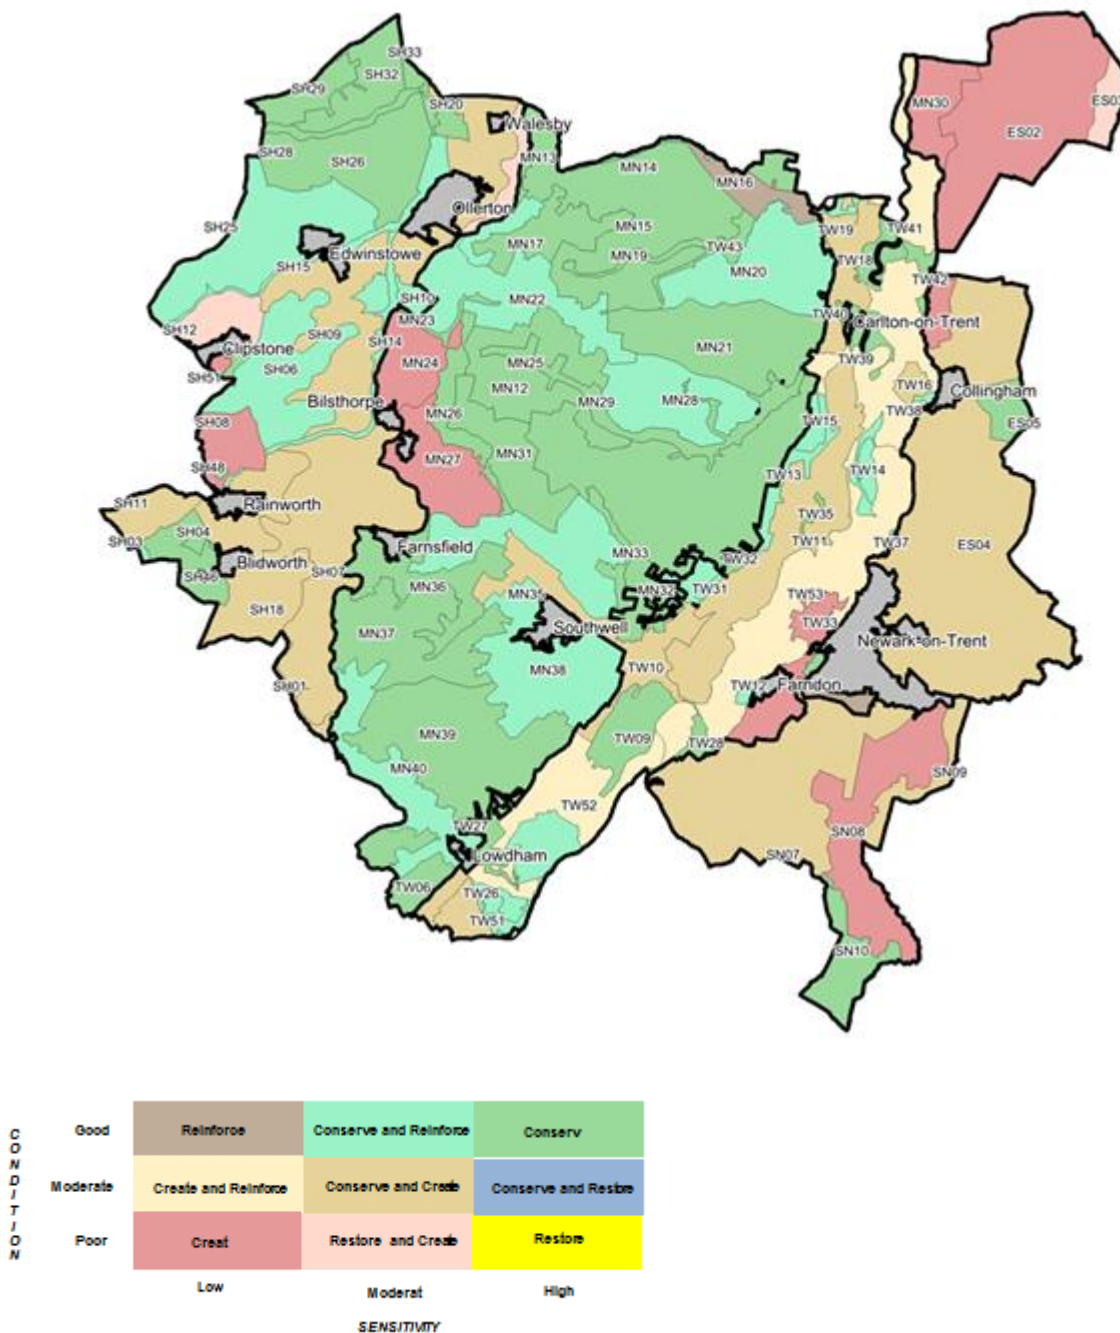 SH33
SH32
SH29
SH20
Walesby
MN30
ES03
ES02
SH28
SH26
MN13
MN14
MN16
Ollerton
SH25
MN15
TW19
TW41
Edwinstowe
MN17
MN19
TW43
SH15
MN20
TW18
TW42
SH10
MN22
SH12
MN23
TW40
Carlton-on-Trent
Clipstone
SH09
SH14
MN21
SH51
SH06
MN24
MN25
TW39
MN12
TW16
Collingham
Bilsthorpe
MN29
MN28
TW38
SH08
MN26
TW15
ES05
SH48
MN27
MN31
TW14
TW13
SH11
Rainworth
SH04
TW35
SH03
Farnsfield
TW11
TW37
ES04
Blidworth
MN33
TW32
SH46
SH07
MN36
MN35
MN32
TW31
TW53
SH18
TW33
MN37
Southwell
Newark-on-Trent
MN38
TW10
SH01
TW12
Farndon
MN39
TW09
TW28
MN40
SN09
TW52
TW27
SN08
Lowdham
SN07
TW06
TW26
TW51
SN10
CONDITION
Good
Reinforce
Conserve and Reinforce
Conserv
Moderate
Create and Reinforce
Conserve and Create
Conserve and Restore
Poor
Creat
Restore and Create
Restore
Low
Moderat
High
SENSITIVITY